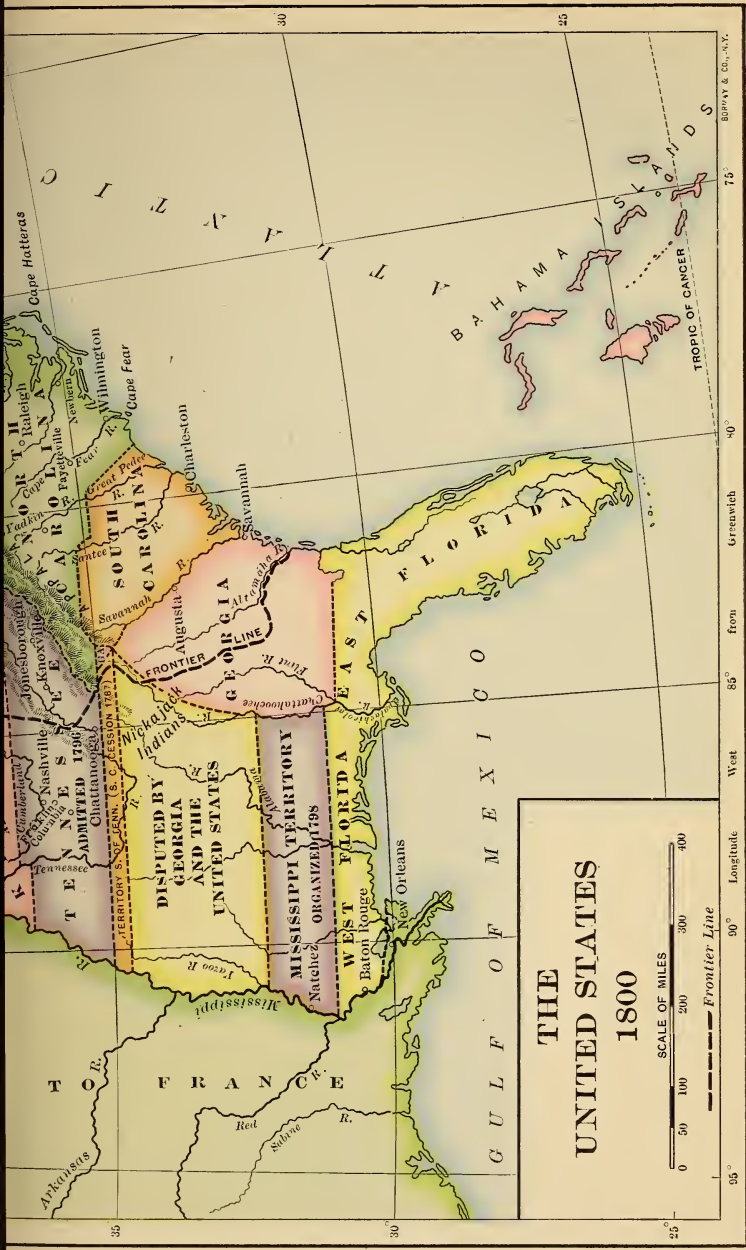 30
25
BORMAY & CO., N.Y.
75
ATLANTIC
Cape Hatteras
BAHAMA ISLANDS
TROPIC OF CANCER
NORTH
CAROLINA
Raleigh
Newbern
Wilmington
Cape Fear
Fayetteville
Cape Fear R.
Yadkin R.
Great Pedee R.
Charleston
SOUTH
CAROLINA
Santee R.
Savannah
Savannah R.
Augusta
GEORGIA
Altamaha R.
FRONTIER LINE
Flint R.
Chattahoochee R.
80
Greenwich
from
85
West
Longitude
90
95
EAST FLORIDA
Jonesborough
Knoxville
TENNESSEE
ADMITTED 1796
Nashville
Cumberland
Franklin
Columbia
Chattanooga
Tennessee
R.
K
TERRITORY S. OF TENN. (S. C. CESSION 1787)
Nickajack
Indians
DISPUTED BY
GEORGIA
AND THE
UNITED STATES
R.
R.
Alabama
Yazoo R
MISSISSIPPI TERRITORY
ORGANIZED 1798
Natchez
WEST FLORIDA
Baton Rouge
New Orleans
Mississippi
R.
TO FRANCE
Arkansas R.
Red R.
Sabine R.
GULF OF MEXICO
35
30
25
35
THE
UNITED STATES
1800
SCALE OF MILES
0 50 100 200 300 400
Frontier Line